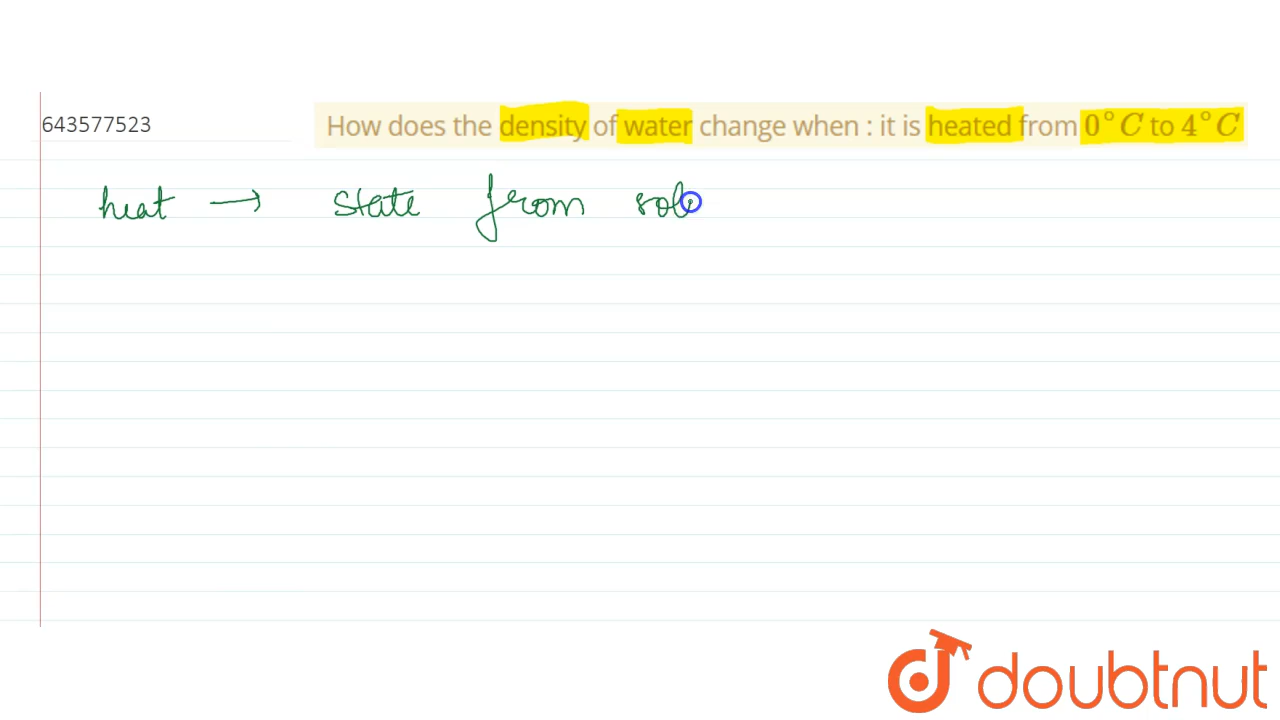 643577523
How does the density of water change when : it is heated from 0°C to 4°C
heat → state from sol
doubtnut